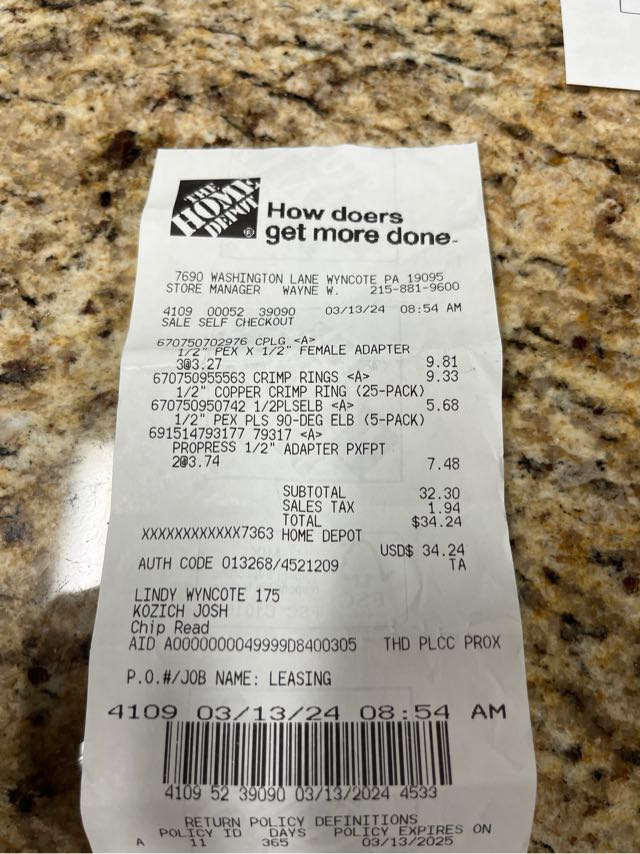 THE
HOME
DEPOT
®
How doers
get more done™
7690 WASHINGTON LANE WYNCOTE PA 19095
STORE MANAGER WAYNE W. 215-881-9600
4109 00052 39090 03/13/24 08:54 AM
SALE SELF CHECKOUT
670750702976 CPLG <A>
1/2" PEX X 1/2" FEMALE ADAPTER
3@3.27 9.81
670750955563 CRIMP RINGS <A> 9.33
1/2" COPPER CRIMP RING (25-PACK)
670750950742 1/2PLSELB <A> 5.68
1/2" PEX PLS 90-DEG ELB (5-PACK)
691514793177 79317 <A>
PROPRESS 1/2" ADAPTER PXFPT
2@3.74 7.48
SUBTOTAL 32.30
SALES TAX 1.94
TOTAL $34.24
XXXXXXXXXXXX7363 HOME DEPOT
USD$ 34.24
AUTH CODE 013268/4521209 TA
LINDY WYNCOTE 175
KOZICH JOSH
Chip Read
AID A0000000049999D8400305 THD PLCC PROX
P.O.#/JOB NAME: LEASING
4109 03/13/24 08:54 AM
4109 52 39090 03/13/2024 4533
RETURN POLICY DEFINITIONS
POLICY ID DAYS POLICY EXPIRES ON
A 11 365 03/13/2025